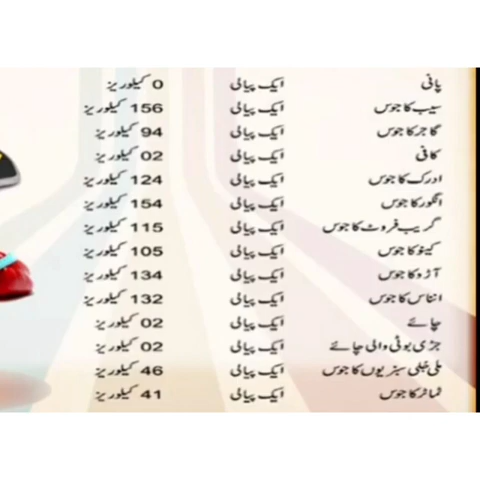 پانی ایک پیالی 0 کیلوریز
سیب کا جوس ایک پیالی 156 کیلوریز
گاجر کا جوس ایک پیالی 94 کیلوریز
کافی ایک پیالی 02 کیلوریز
ادرک کا جوس ایک پیالی 124 کیلوریز
انگور کا جوس ایک پیالی 154 کیلوریز
گریپ فروٹ کا جوس ایک پیالی 115 کیلوریز
کینو کا جوس ایک پیالی 105 کیلوریز
آڑو کا جوس ایک پیالی 134 کیلوریز
انناس کا جوس ایک پیالی 132 کیلوریز
چائے ایک پیالی 02 کیلوریز
جڑی بوٹی والی چائے ایک پیالی 02 کیلوریز
ملی جلی سبزیوں کا جوس ایک پیالی 46 کیلوریز
ٹماٹر کا جوس ایک پیالی 41 کیلوریز